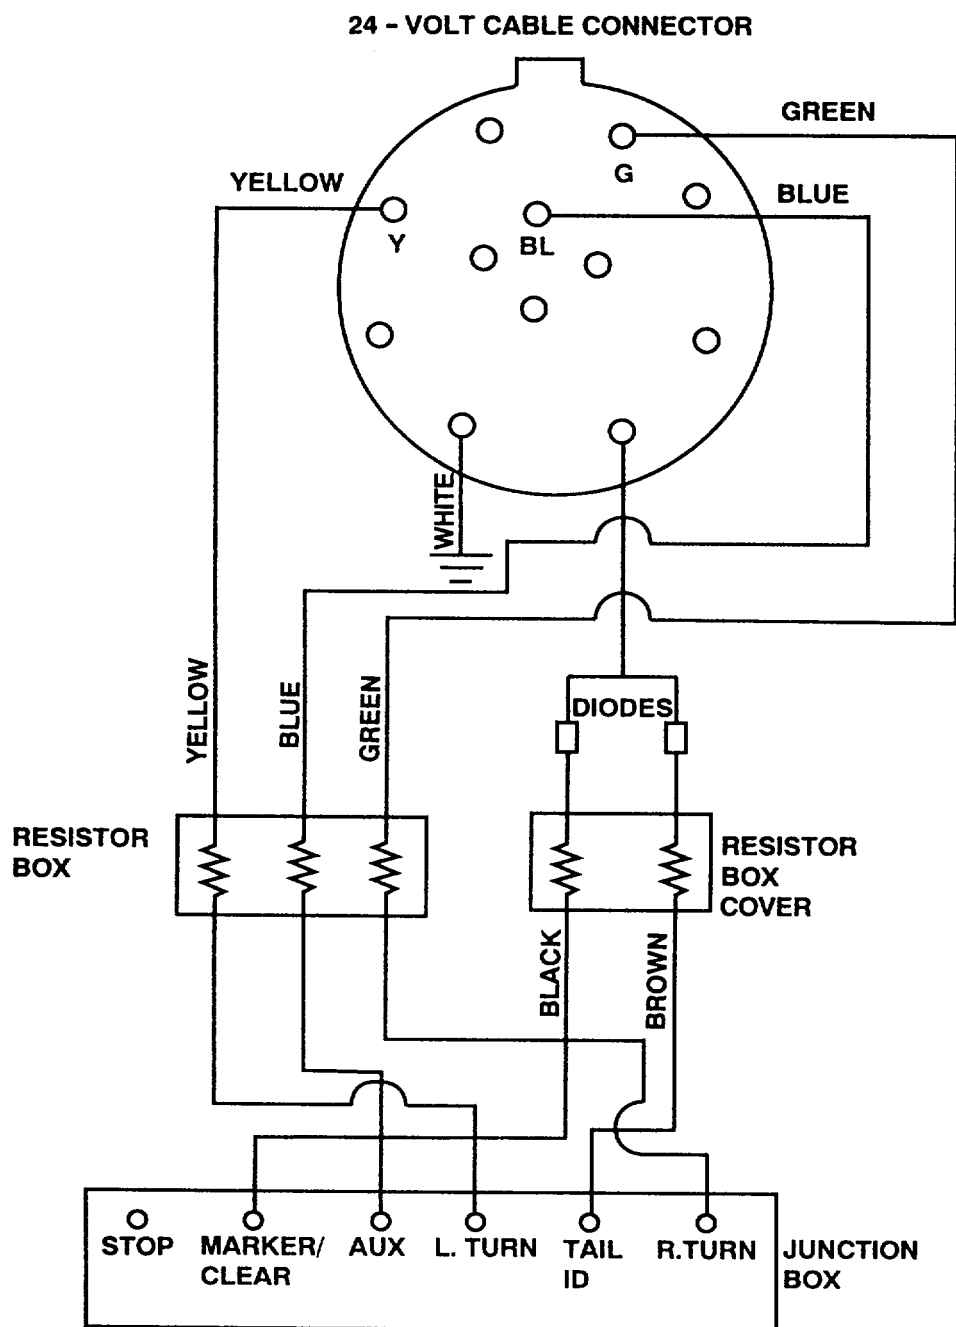 24 – VOLT CABLE CONNECTOR
GREEN
G
YELLOW
BLUE
Y
BL
WHITE
YELLOW
BLUE
GREEN
DIODES
RESISTOR
BOX
RESISTOR
BOX
COVER
BLACK
BROWN
STOP
MARKER/
CLEAR
AUX
L. TURN
TAIL
ID
R.TURN
JUNCTION
BOX